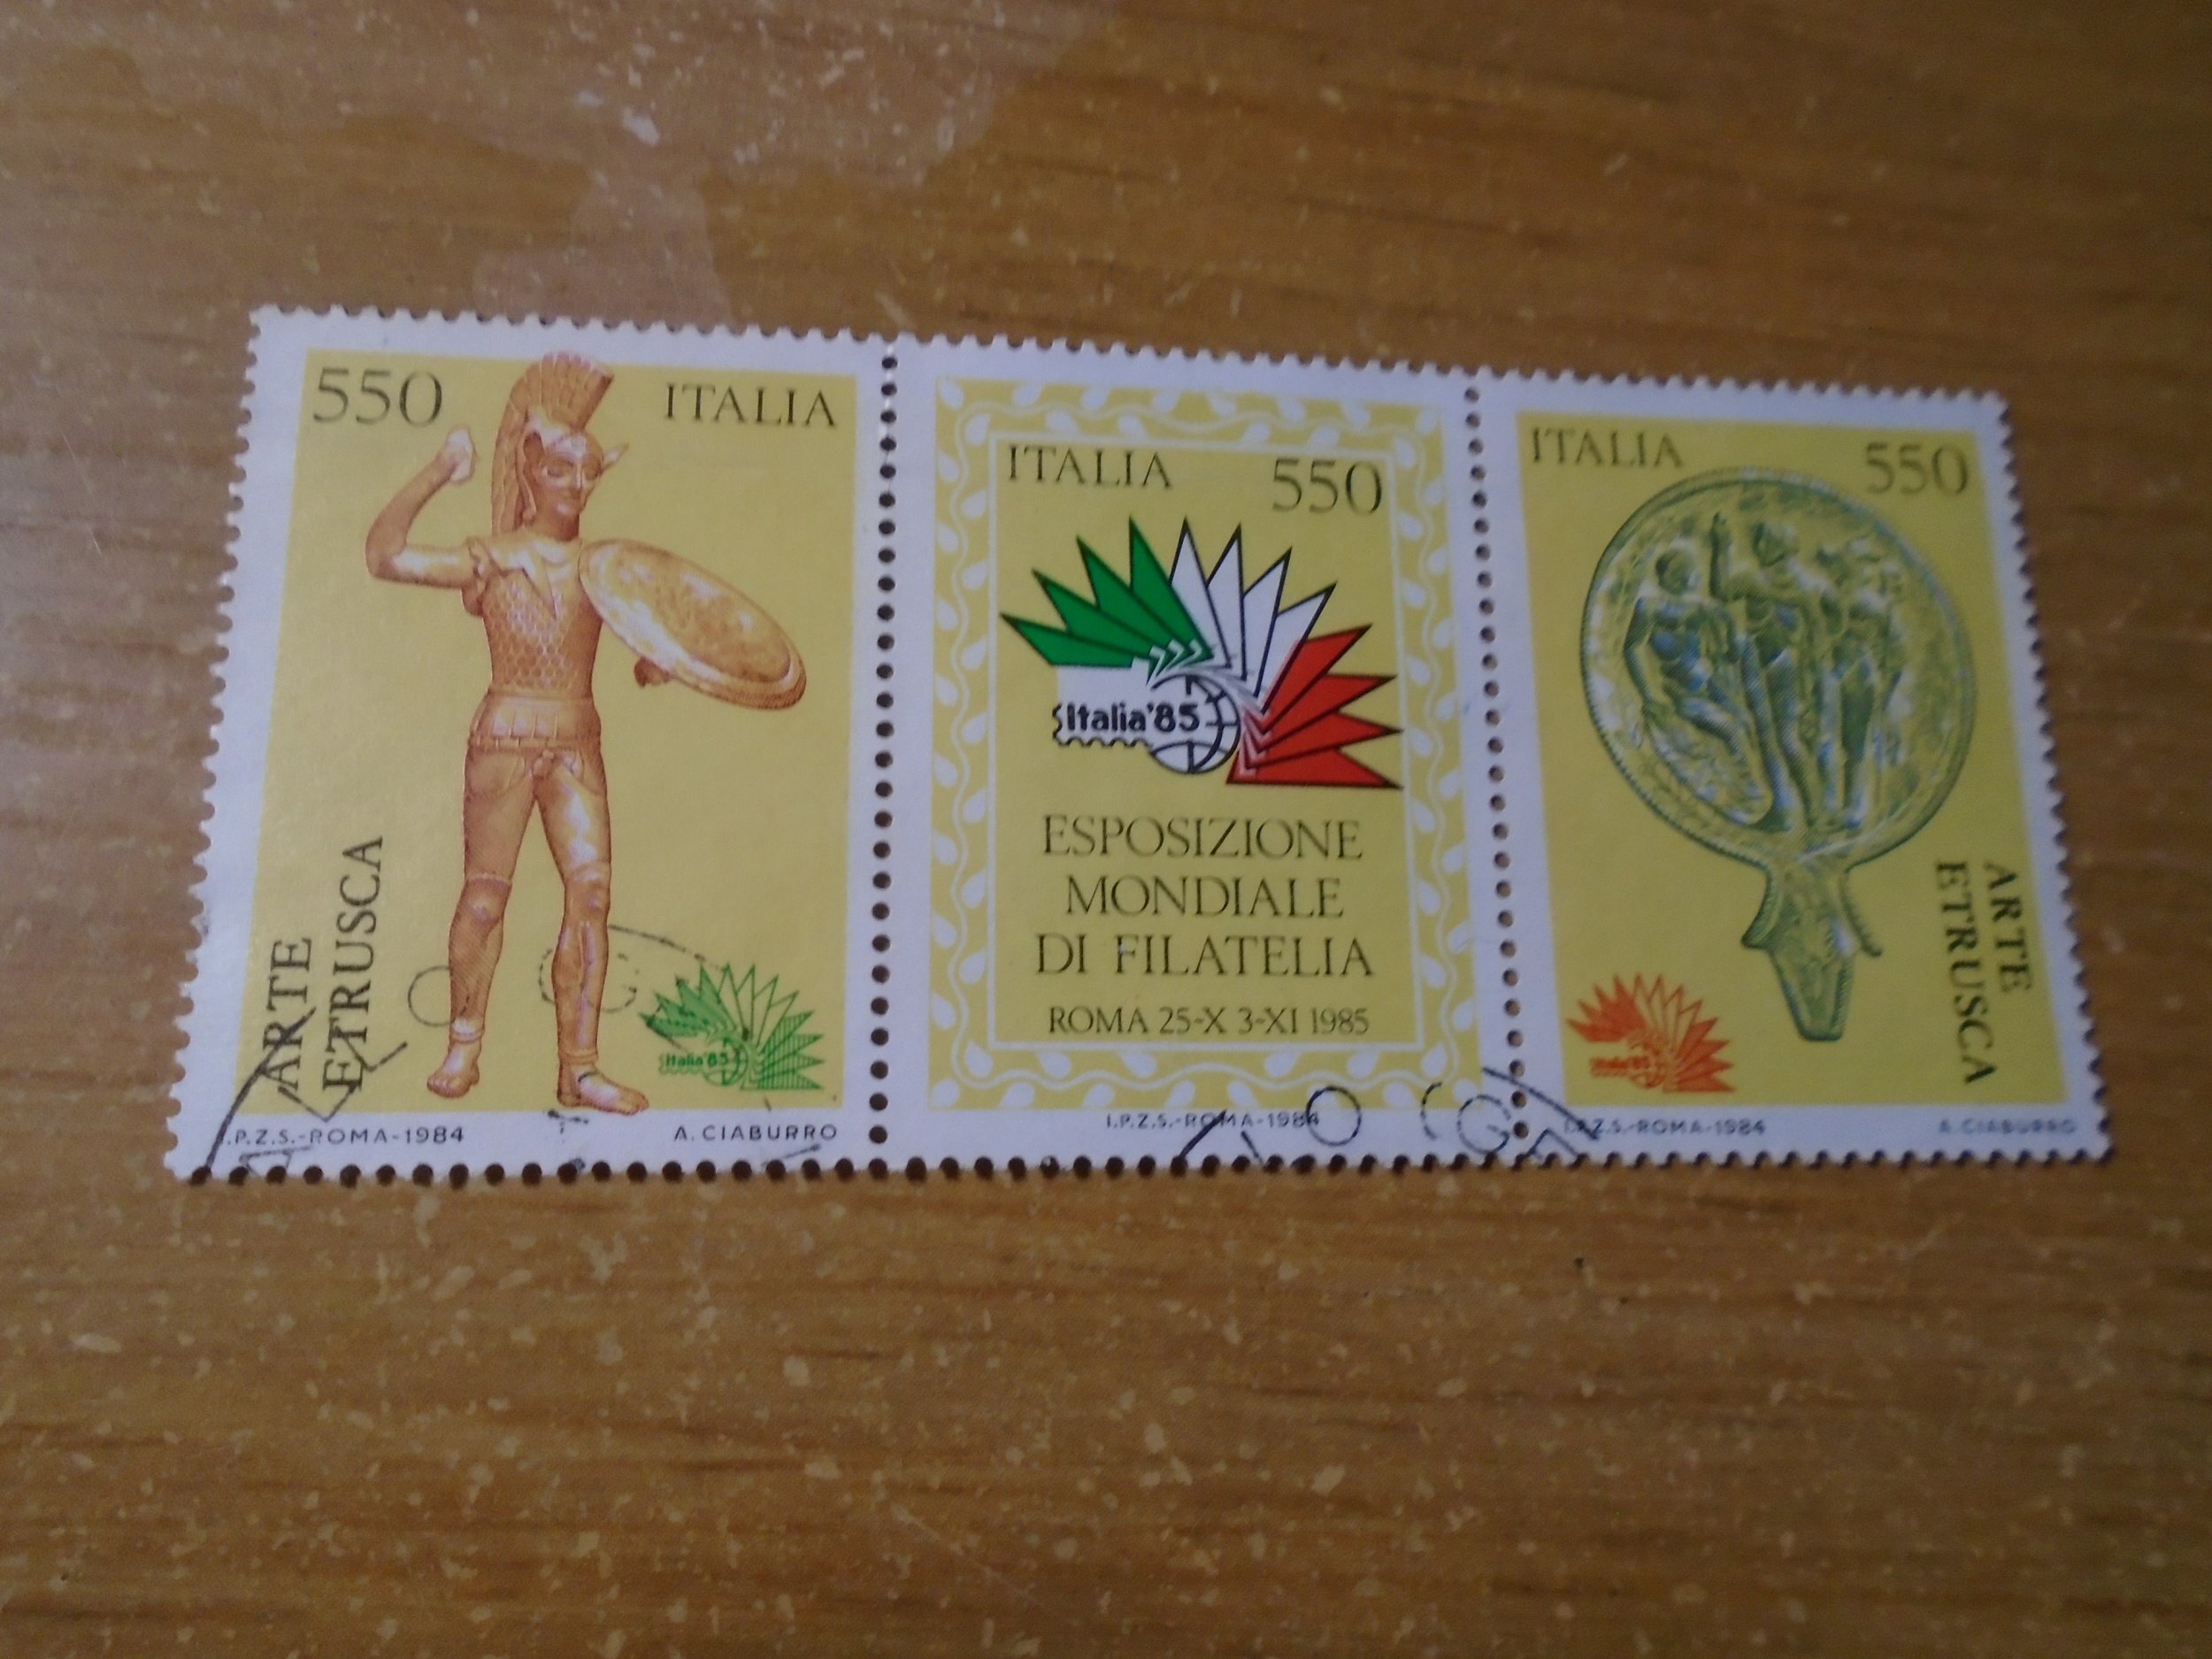 550 ITALIA
ARTE
ETRUSCA
Italia'85
I.P.Z.S.-ROMA-1984 A.CIABURRO
ITALIA 550
Italia'85
ESPOSIZIONE
MONDIALE
DI FILATELIA
ROMA 25-X 3-XI 1985
I.P.Z.S.-ROMA-1984
ITALIA 550
ARTE
ETRUSCA
I.P.Z.S.-ROMA-1984 A.CIABURRO